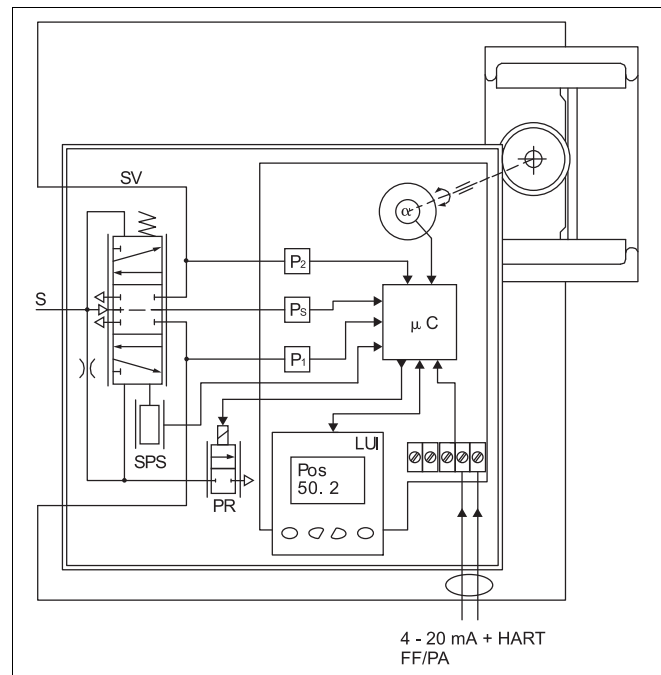 SV
α
P2
S
PS
µ C
P1
LUI
SPS
Pos
50. 2
PR
4 - 20 mA + HART
FF/PA